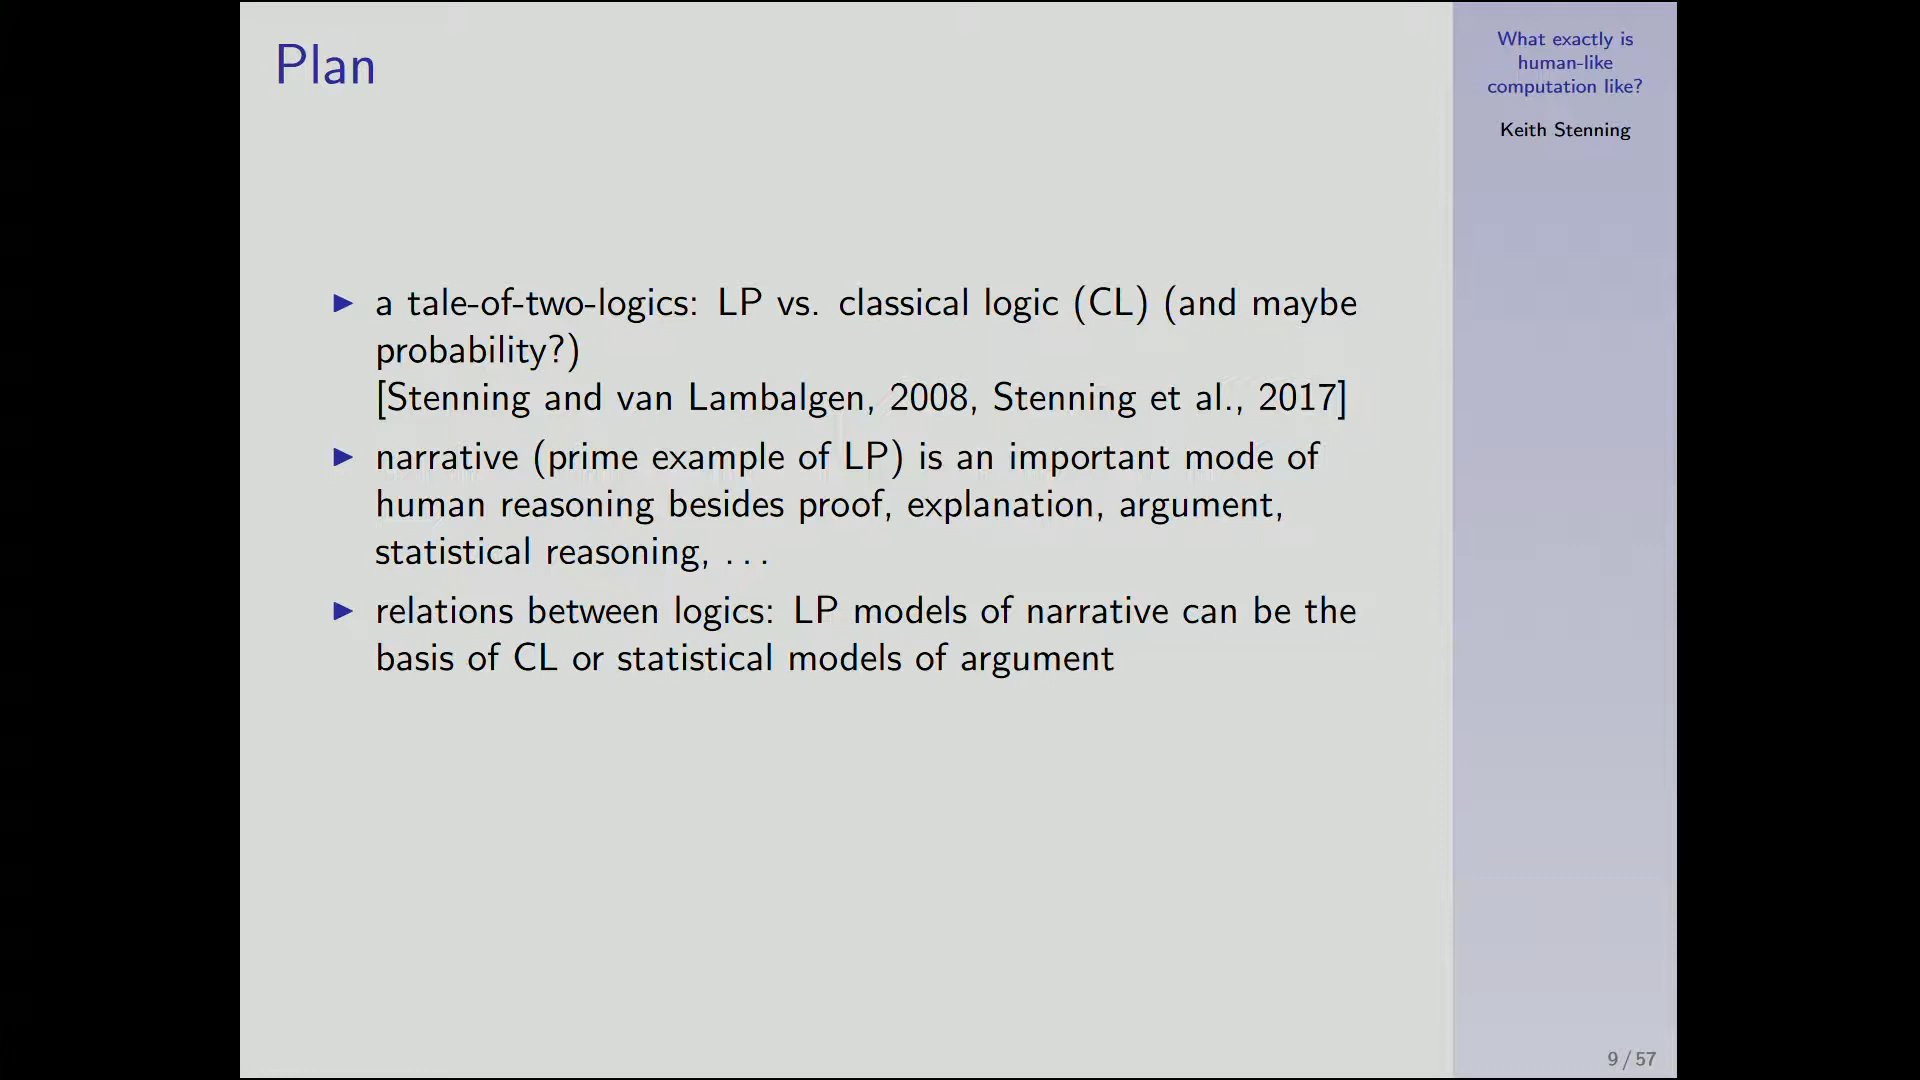 Plan
a tale-of-two-logics: LP vs. classical logic (CL) (and maybe
probability?)
[Stenning and van Lambalgen, 2008, Stenning et al., 2017]
narrative (prime example of LP) is an important mode of
human reasoning besides proof, explanation, argument,
statistical reasoning, . . .
relations between logics: LP models of narrative can be the
basis of CL or statistical models of argument
What exactly is
human-like
computation like?
Keith Stenning
9 / 57